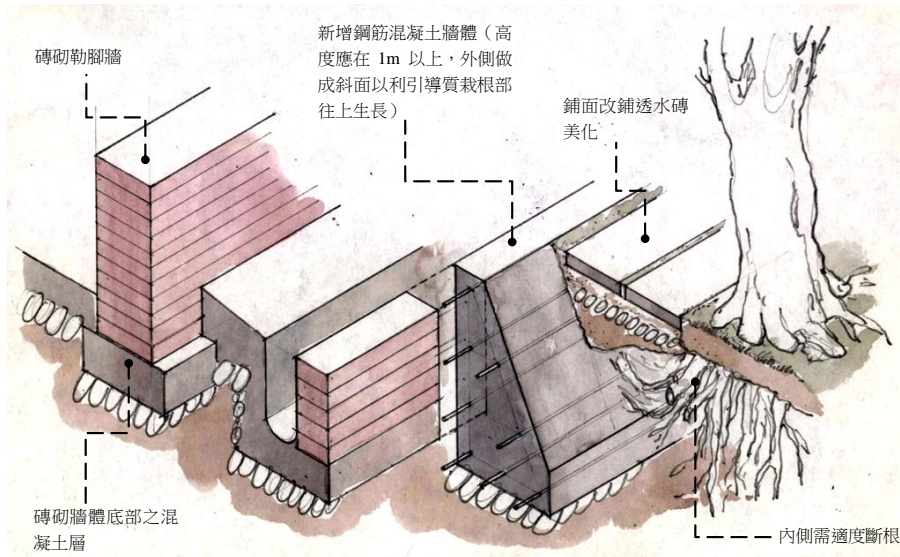 磚砌勒腳牆
新增鋼筋混凝土牆體（高
度應在 1m 以上，外側做
成斜面以利引導質栽根部
往上生長）
鋪面改鋪透水磚
美化
磚砌牆體底部之混
凝土層
內側需適度斷根